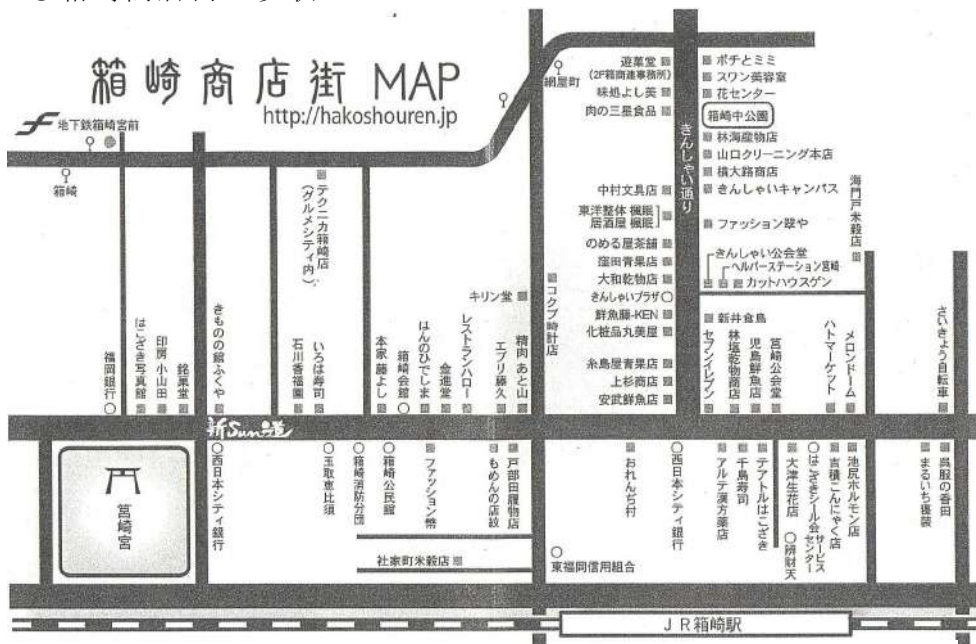 箱崎商店街 MAP
http://hakoshouren.jp
地下鉄箱崎宮前
箱崎
網屋町
遊菓堂
(2F箱商連事務所)
味処よし美
肉の三星食品
ポチとミミ
スワン美容室
花センター
箱崎中公園
林海産物店
山口クリーニング本店
積大路商店
きんしゃいキャンパス
きんしゃい通り
中村文具店
東洋整体 楓眠
居酒屋 楓眠
ファッション翠や
のめる屋茶舗
窪田青果店
大和乾物店
きんしゃいプラザ
鮮魚藤-KEN
化粧品丸美屋
糸島屋青果店
上杉商店
安武鮮魚店
きんしゃい公会堂
ヘルパーステーション宮崎
カットハウスゲン
海門戸米穀店
新井食鳥
セブンイレブン
林塩乾物商店
児島鮮魚店
筥崎公会堂
ハトマーケット
メロンドーム
さいきょう自転車
テクニカ箱崎店
(グルメシティ内)
キリン堂
コクブ時計店
福岡銀行
はこざき写真館
印房 小山田
銘菓堂
きものの館ふくや
石川香福園
いろは寿司
本家 藤よし
箱崎会館
はんのひでしま
金進堂
レストランハロー
エプリ藤久
精肉 あと山
新Sun道
筥崎宮
西日本シティ銀行
玉取恵比須
箱崎消防分団
箱崎公民館
ファッション幣
もめんの店紋
戸部田履物店
社家町米穀店
おれんぢ村
西日本シティ銀行
アルテ漢方薬店
千鳥寿司
テアトルはこざき
大津生花店
はこざきシール会サービスセンター
辨財天
吉積こんにゃく店
池尻ホルモン店
まるいち寝装
呉服の香田
東福岡信用組合
JR箱崎駅